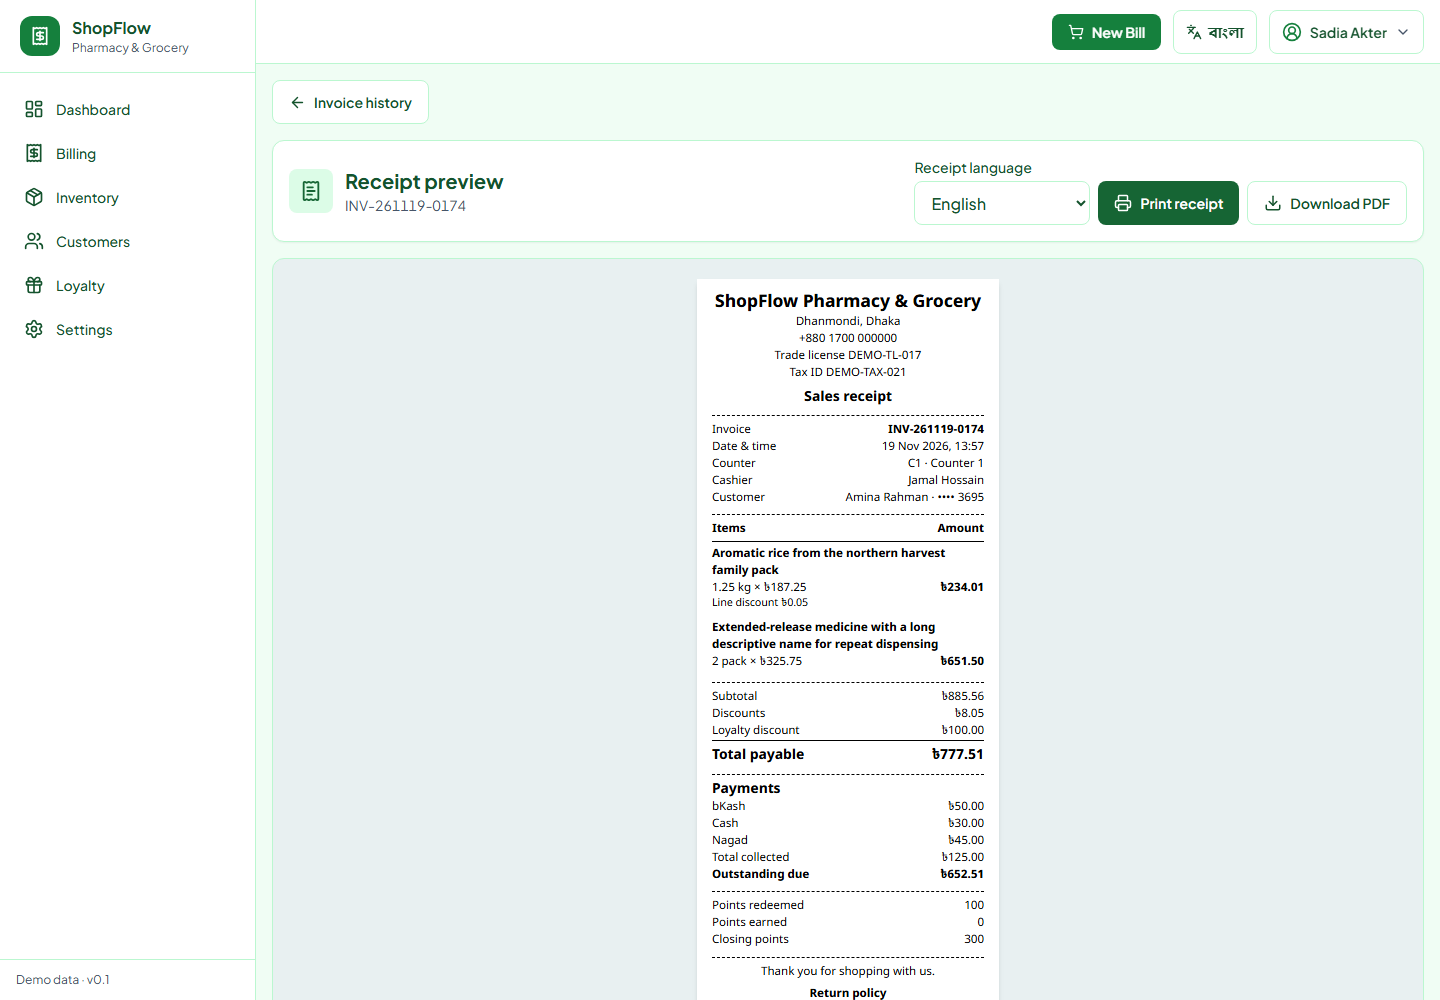 ShopFlow
Pharmacy & Grocery
New Bill
বাংলা
Sadia Akter
Dashboard
Billing
Inventory
Customers
Loyalty
Settings
Demo data · v0.1
Invoice history
Receipt preview
INV-261119-0174
Receipt language
English
Print receipt
Download PDF
ShopFlow Pharmacy & Grocery
Dhanmondi, Dhaka
+880 1700 000000
Trade license DEMO-TL-017
Tax ID DEMO-TAX-021
Sales receipt
Invoice INV-261119-0174
Date & time 19 Nov 2026, 13:57
Counter C1 · Counter 1
Cashier Jamal Hossain
Customer Amina Rahman · •••• 3695
Items Amount
Aromatic rice from the northern harvest
family pack
1.25 kg × ৳187.25 ৳234.01
Line discount ৳0.05
Extended-release medicine with a long
descriptive name for repeat dispensing
2 pack × ৳325.75 ৳651.50
Subtotal ৳885.56
Discounts ৳8.05
Loyalty discount ৳100.00
Total payable ৳777.51
Payments
bKash ৳50.00
Cash ৳30.00
Nagad ৳45.00
Total collected ৳125.00
Outstanding due ৳652.51
Points redeemed 100
Points earned 0
Closing points 300
Thank you for shopping with us.
Return policy